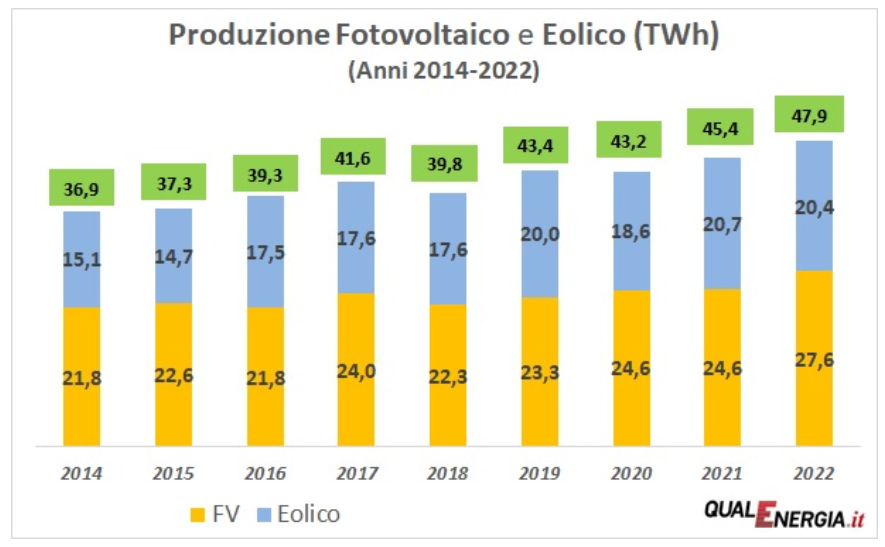 Produzione Fotovoltaico e Eolico (TWh)
(Anni 2014-2022)
36,9 37,3 39,3 41,6 39,8 43,4 43,2 45,4 47,9
15,1 14,7 17,5 17,6 17,6 20,0 18,6 20,7 20,4
21,8 22,6 21,8 24,0 22,3 23,3 24,6 24,6 27,6
2014 2015 2016 2017 2018 2019 2020 2021 2022
FV Eolico
QUALENERGIA.it